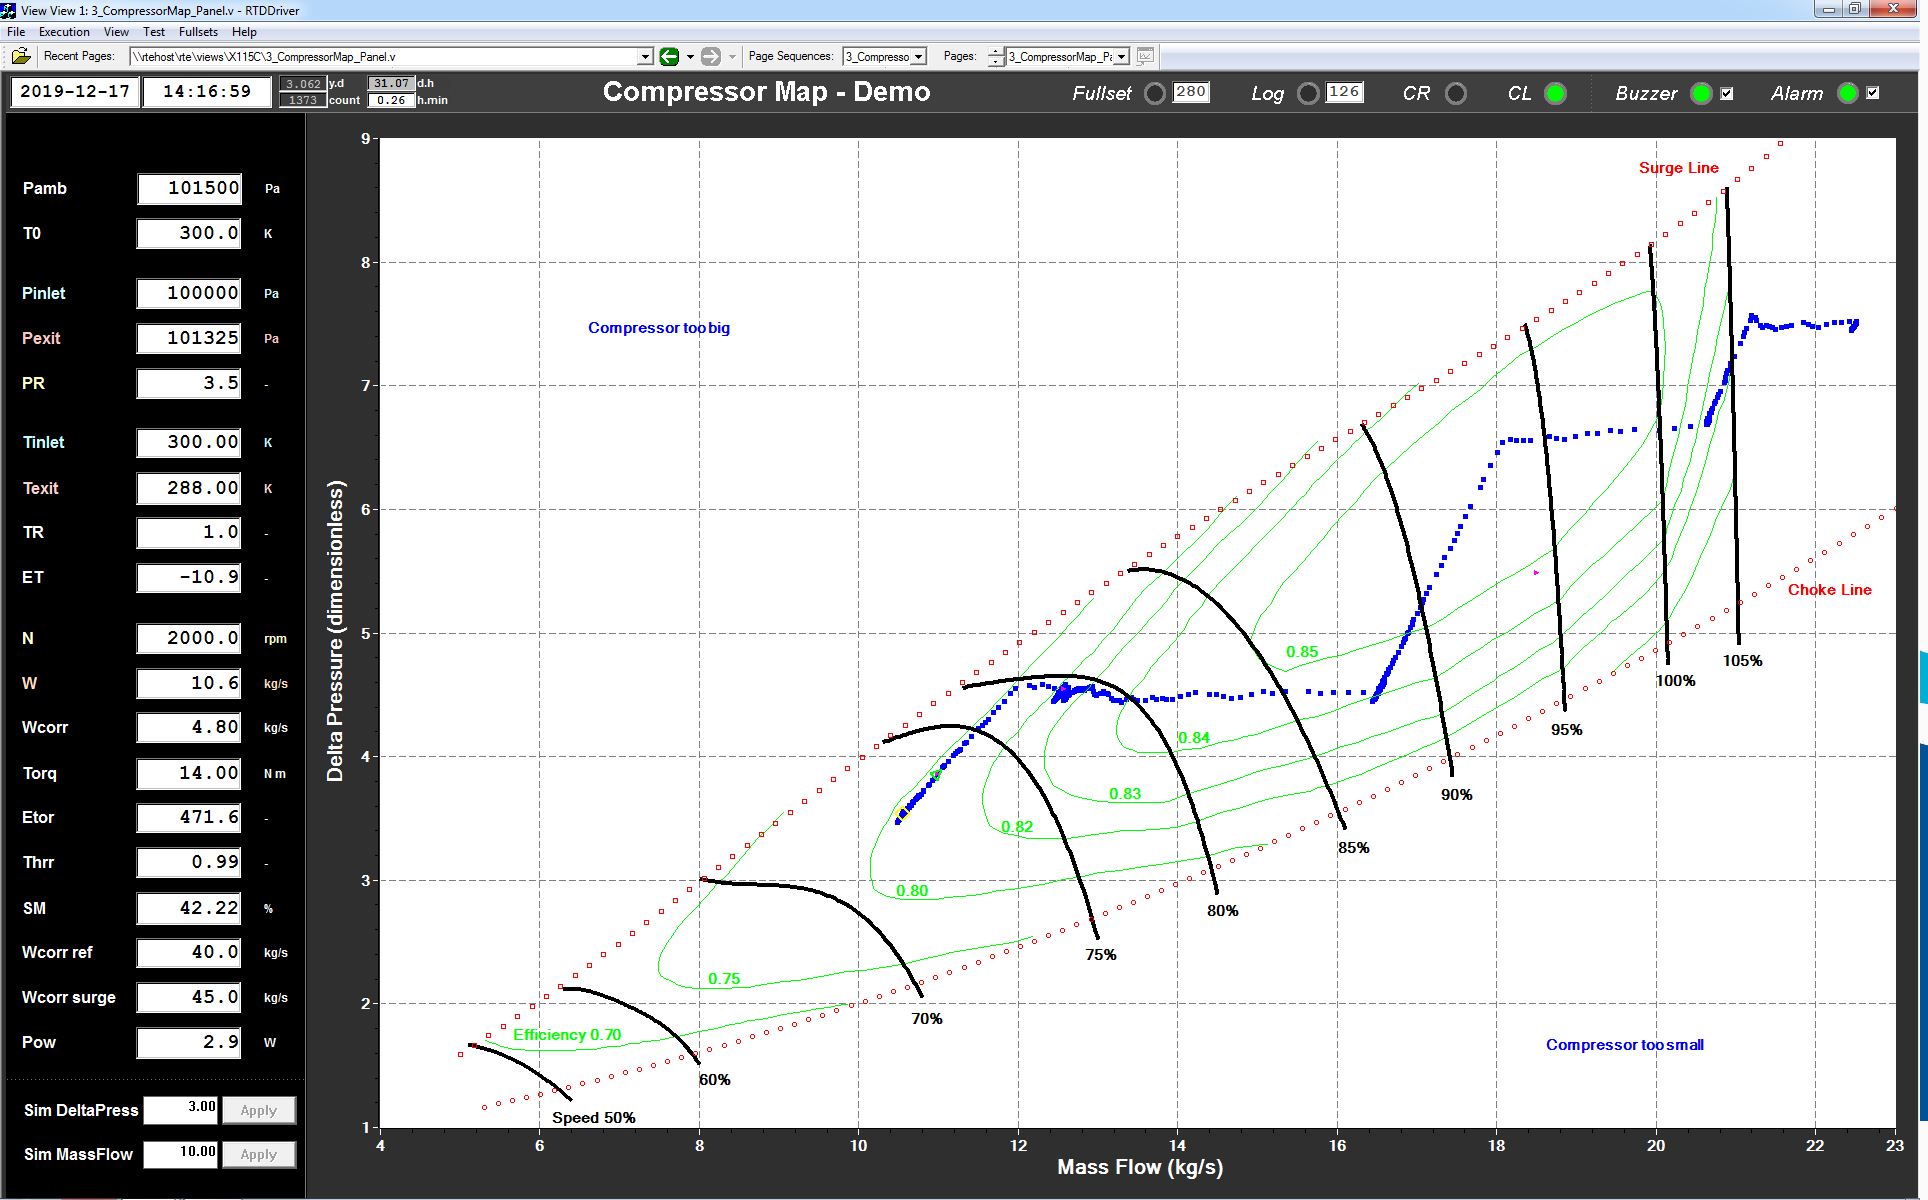 View View 1: 3_CompressorMap_Panel.v - RTDDriver
File Execution View Test Fullsets Help
Recent Pages: \\rtehost\rte\views\X115C\3_CompressorMap_Panel.v Page Sequences: 3_Compresso Pages: 3_CompressorMap_Pa
2019-12-17 14:16:59 3.062 y.d 31.07 d.h
1373 count 0.26 h.min
Compressor Map - Demo
Fullset 280 Log 126 CR CL Buzzer Alarm
Pamb 101500 Pa
T0 300.0 K
Pinlet 100000 Pa
Pexit 101325 Pa
PR 3.5 -
Tinlet 300.00 K
Texit 288.00 K
TR 1.0 -
ET -10.9 -
N 2000.0 rpm
W 10.6 kg/s
Wcorr 4.80 kg/s
Torq 14.00 N m
Etor 471.6 -
Thrr 0.99 -
SM 42.22 %
Wcorr ref 40.0 kg/s
Wcorr surge 45.0 kg/s
Pow 2.9 W
Sim DeltaPress 3.00 Apply
Sim MassFlow 10.00 Apply
Delta Pressure (dimensionless)
9
8
7
6
5
4
3
2
1
Surge Line
Compressor too big
Choke Line
0.85
0.84
0.83
0.82
0.80
0.75
Efficiency 0.70
105%
100%
95%
90%
85%
80%
75%
70%
60%
Speed 50%
Compressor too small
4 6 8 10 12 14 16 18 20 22 23
Mass Flow (kg/s)